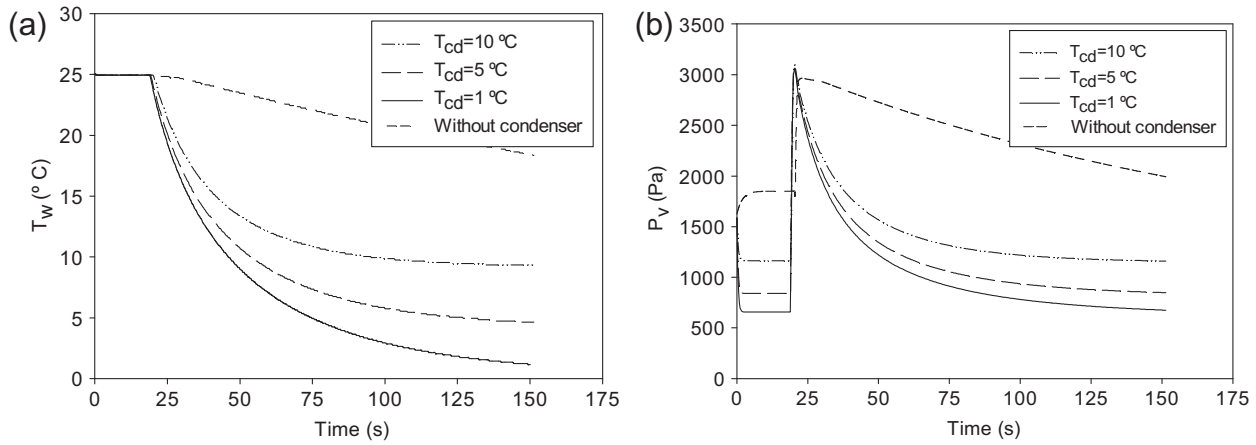 (a)
30
25
20
15
10
5
0
T_w (º C)
0 25 50 75 100 125 150 175
Time (s)
T_cd=10 ºC
T_cd=5 ºC
T_cd=1 ºC
Without condenser
(b)
3500
3000
2500
2000
1500
1000
500
0
P_v (Pa)
0 25 50 75 100 125 150 175
Time (s)
T_cd=10 ºC
T_cd=5 ºC
T_cd=1 ºC
Without condenser